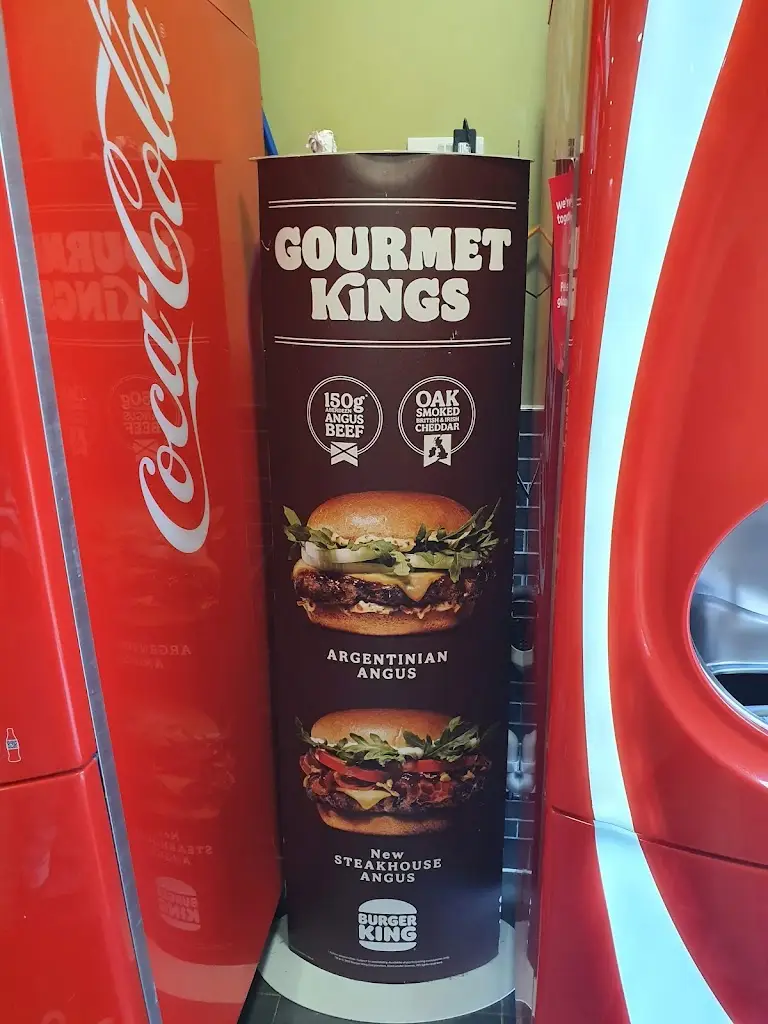 Coca-Cola
GOURMET
KiNGS
150g*
ABERDEEN
ANGUS
BEEF
OAK
SMOKED
BRITISH & IRISH
CHEDDAR
ARGENTINIAN
ANGUS
New
STEAKHOUSE
ANGUS
BURGER
KING